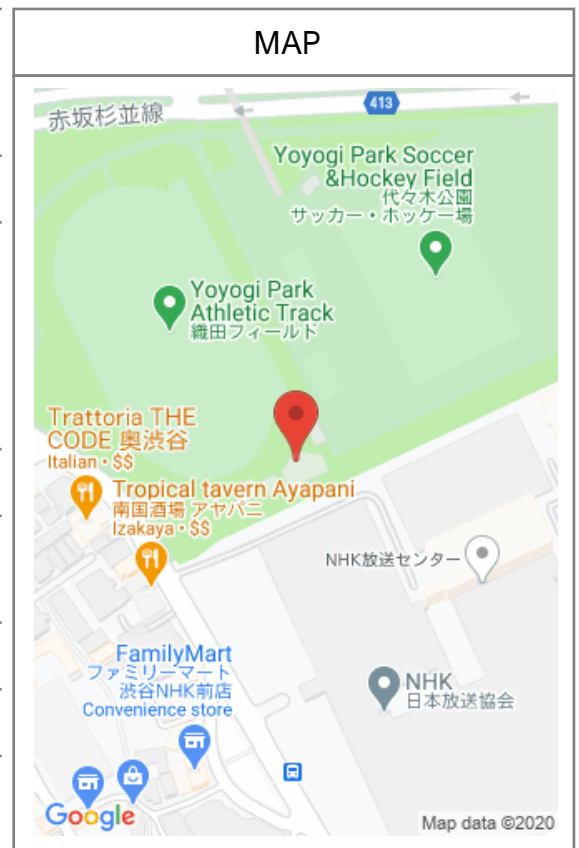 MAP
赤坂杉並線
413
Yoyogi Park Soccer
&Hockey Field
代々木公園
サッカー・ホッケー場
Yoyogi Park
Athletic Track
織田フィールド
Trattoria THE
CODE 奥渋谷
Italian・$$
Tropical tavern Ayapani
南国酒場 アヤパニ
Izakaya・$$
NHK放送センター
FamilyMart
ファミリーマート
渋谷NHK前店
Convenience store
NHK
日本放送協会
Google
Map data ©2020